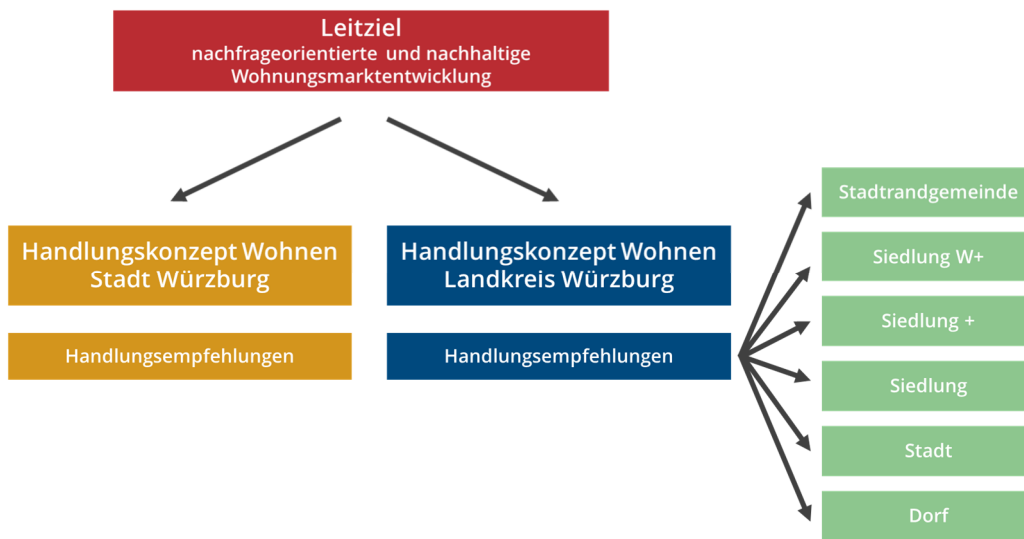 Leitziel
nachfrageorientierte und nachhaltige
Wohnungsmarktentwicklung
Handlungskonzept Wohnen
Stadt Würzburg
Handlungsempfehlungen
Handlungskonzept Wohnen
Landkreis Würzburg
Handlungsempfehlungen
Stadtrandgemeinde
Siedlung W+
Siedlung +
Siedlung
Stadt
Dorf